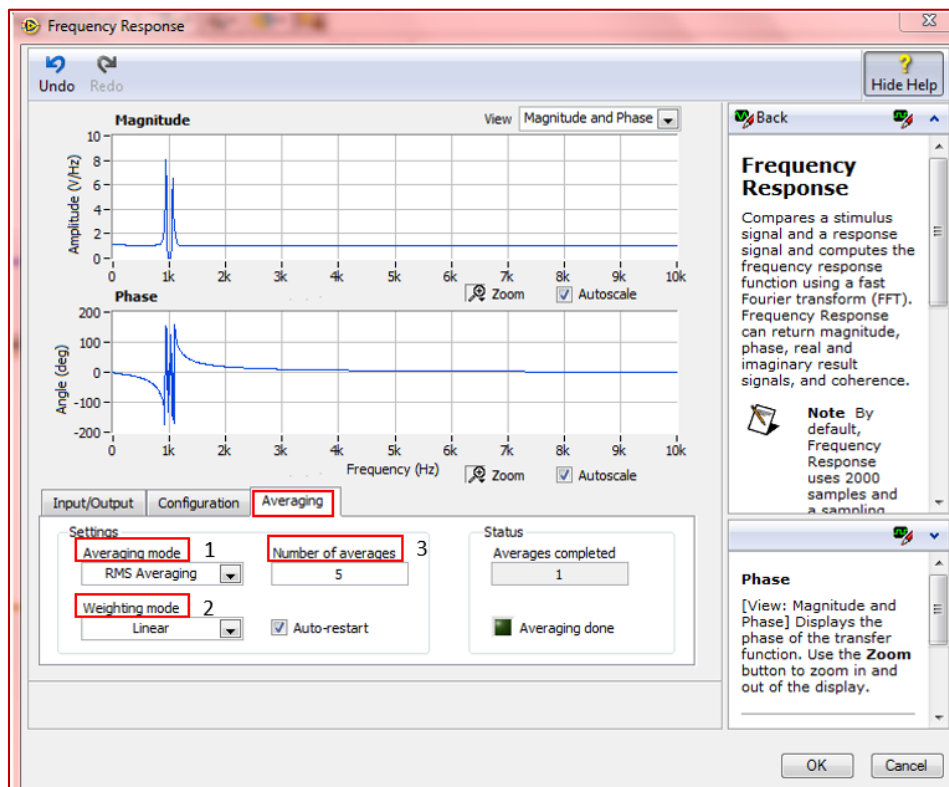 Frequency Response
Undo Redo
Hide Help
Magnitude
View Magnitude and Phase
Amplitude (V/Hz)
10
8
6
4
2
0
0 1k 2k 3k 4k 5k 6k 7k 8k 9k 10k
Zoom Autoscale
Phase
Angle (deg)
200
100
0
-100
-200
0 1k 2k 3k 4k 5k 6k 7k 8k 9k 10k
Frequency (Hz)
Zoom Autoscale
Input/Output Configuration Averaging
Settings
Averaging mode 1
RMS Averaging
Number of averages 3
5
Weighting mode 2
Linear
Auto-restart
Status
Averages completed
1
Averaging done
Back
Frequency
Response
Compares a stimulus
signal and a response
signal and computes the
frequency response
function using a fast
Fourier transform (FFT).
Frequency Response
can return magnitude,
phase, real and
imaginary result
signals, and coherence.
Note By
default,
Frequency
Response
uses 2000
samples and
a sampling
Phase
[View: Magnitude and
Phase] Displays the
phase of the transfer
function. Use the Zoom
button to zoom in and
out of the display.
OK Cancel